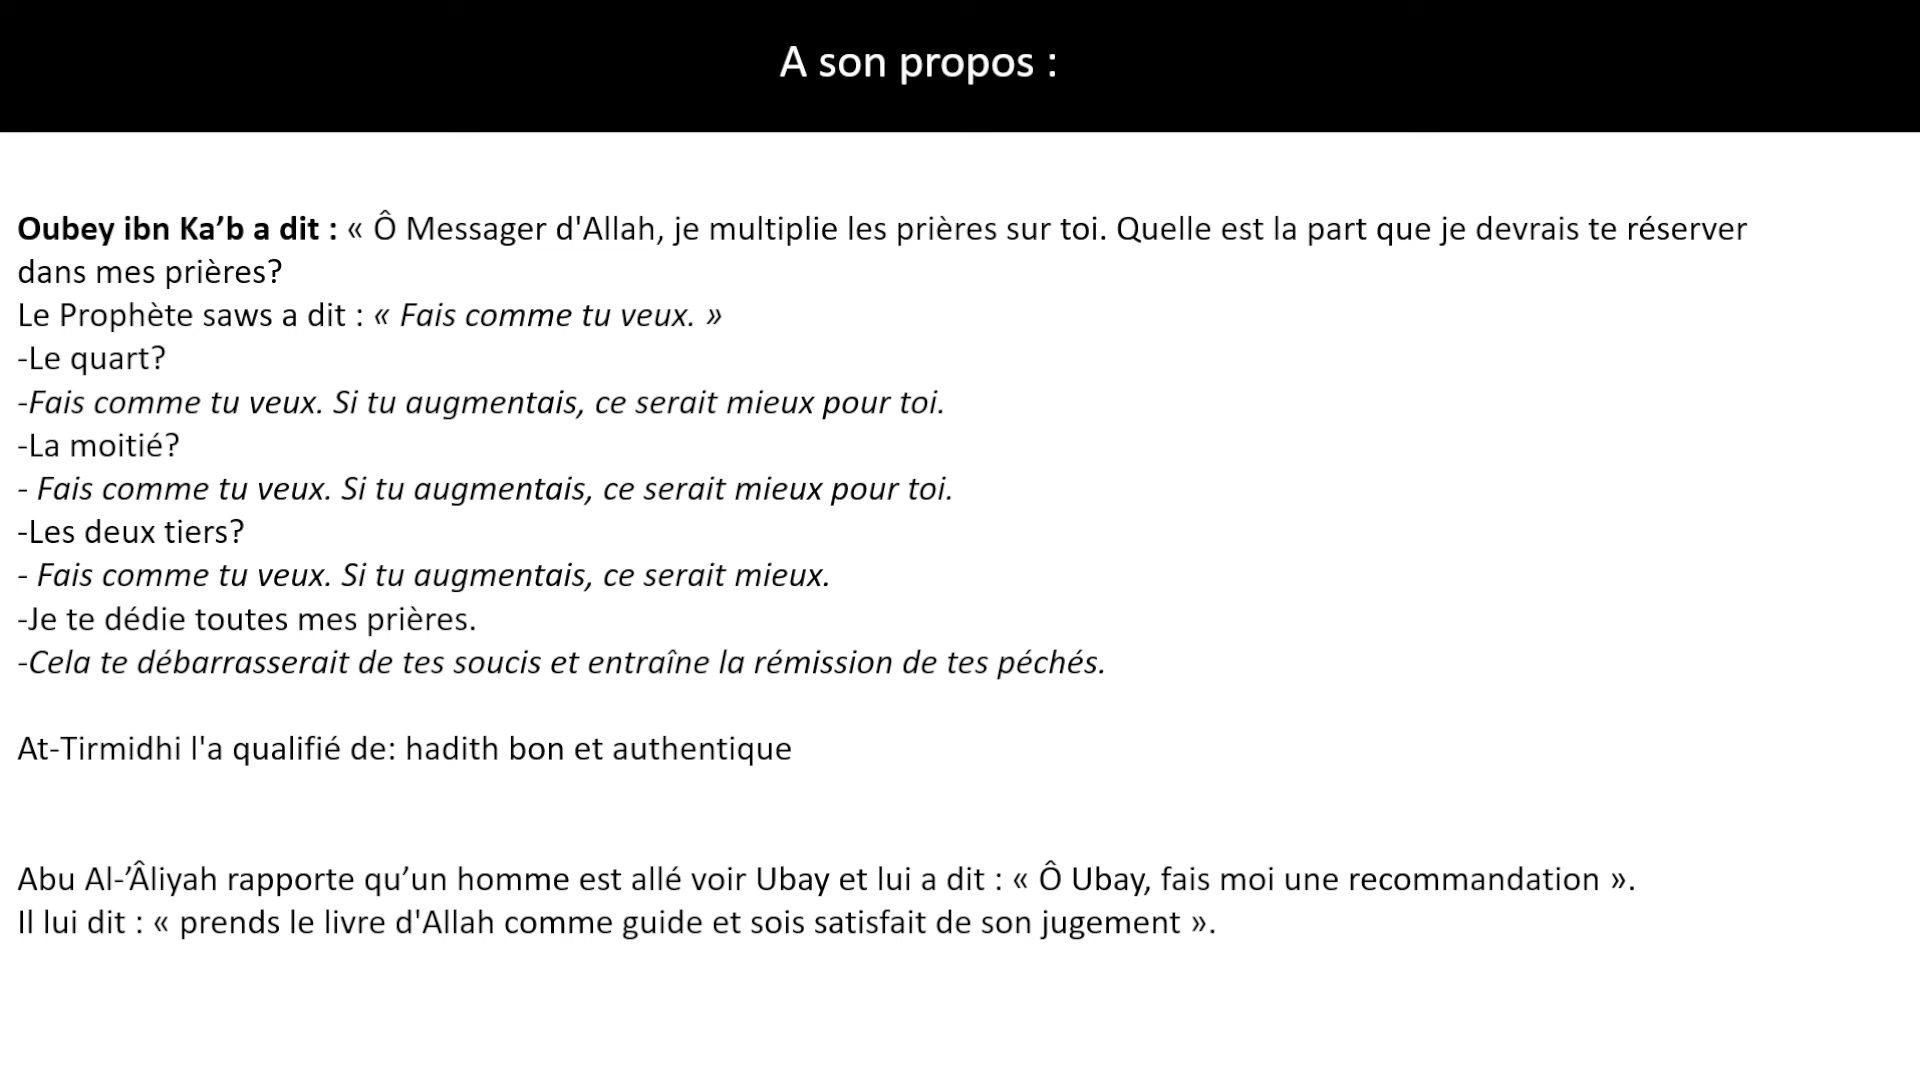 A son propos :
Oubey ibn Ka’b a dit : « Ô Messager d'Allah, je multiplie les prières sur toi. Quelle est la part que je devrais te réserver
dans mes prières?
Le Prophète saws a dit : « Fais comme tu veux. »
-Le quart?
-Fais comme tu veux. Si tu augmentais, ce serait mieux pour toi.
-La moitié?
- Fais comme tu veux. Si tu augmentais, ce serait mieux pour toi.
-Les deux tiers?
- Fais comme tu veux. Si tu augmentais, ce serait mieux.
-Je te dédie toutes mes prières.
-Cela te débarrasserait de tes soucis et entraîne la rémission de tes péchés.
At-Tirmidhi l'a qualifié de: hadith bon et authentique
Abu Al-’Âliyah rapporte qu’un homme est allé voir Ubay et lui a dit : « Ô Ubay, fais moi une recommandation ».
Il lui dit : « prends le livre d'Allah comme guide et sois satisfait de son jugement ».